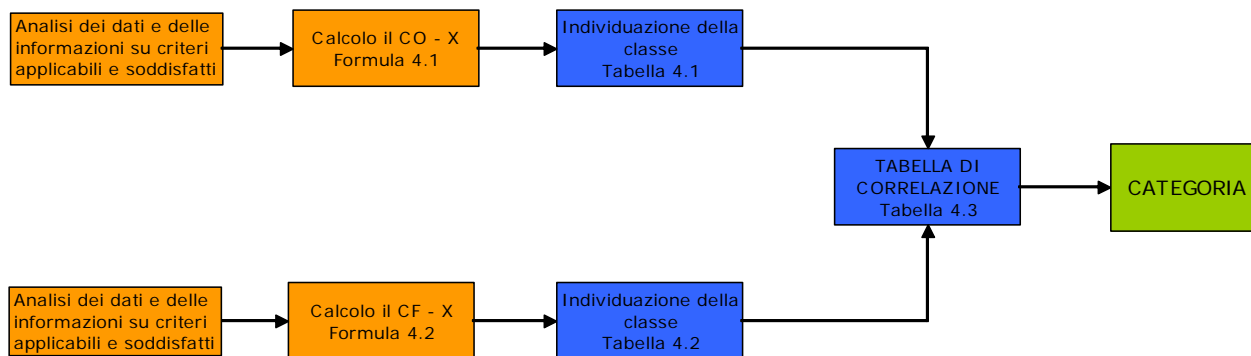 Analisi dei dati e delle
informazioni su criteri
applicabili e soddisfatti
Calcolo il CO - X
Formula 4.1
Individuazione della
classe
Tabella 4.1
TABELLA DI
CORRELAZIONE
Tabella 4.3
CATEGORIA
Analisi dei dati e delle
informazioni su criteri
applicabili e soddisfatti
Calcolo il CF - X
Formula 4.2
Individuazione della
classe
Tabella 4.2